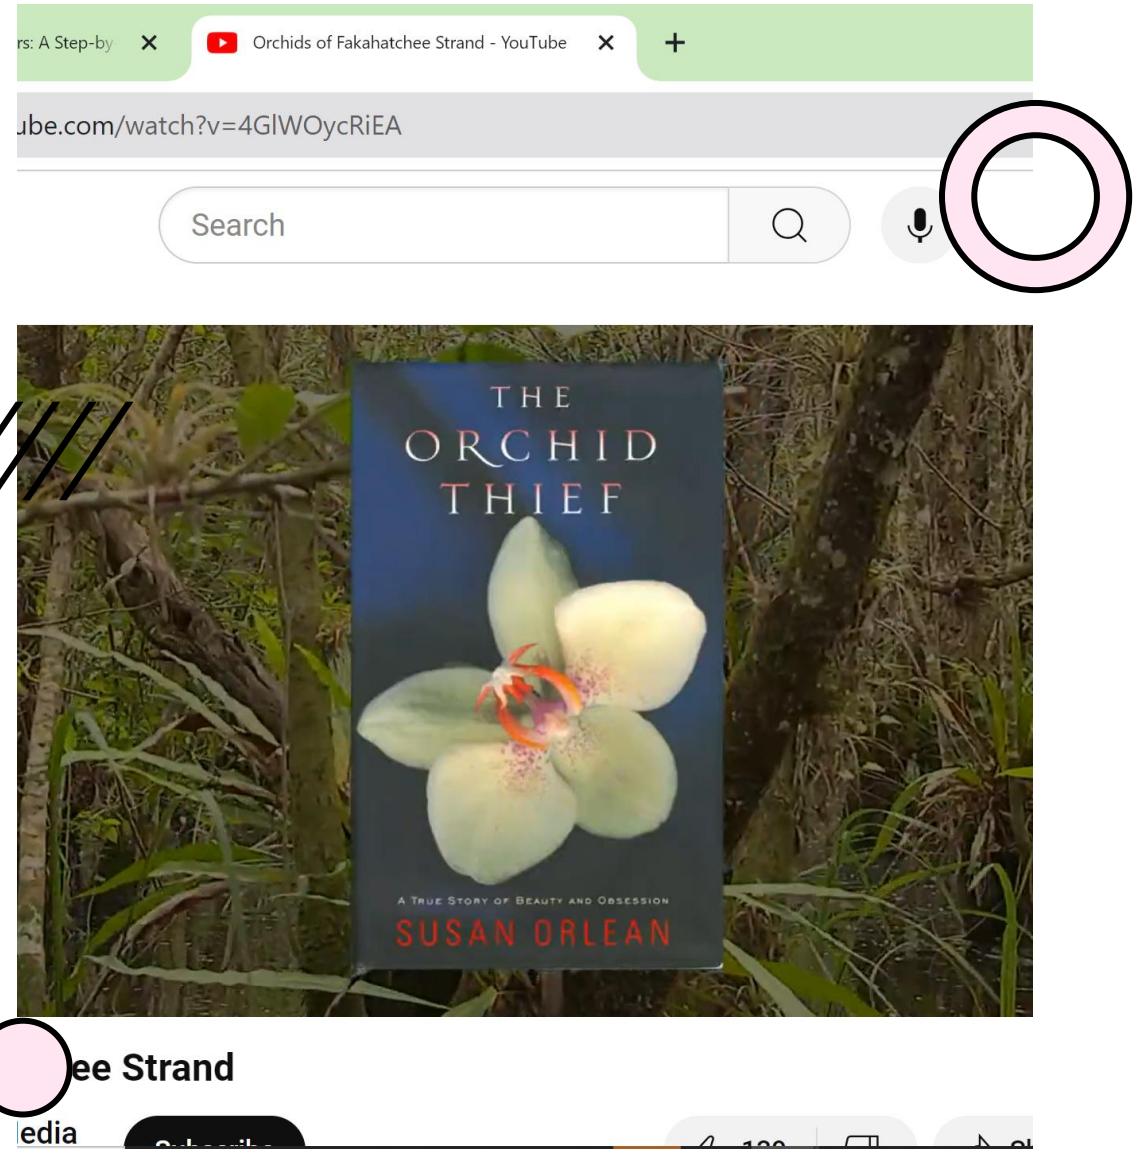 rs: A Step-by
Orchids of Fakahatchee Strand - YouTube
ube.com/watch?v=4GlWOycRiEA
Search
THE
ORCHID
THIEF
A TRUE STORY OF BEAUTY AND OBSESSION
SUSAN ORLEAN
ee Strand
edia
Subscribe